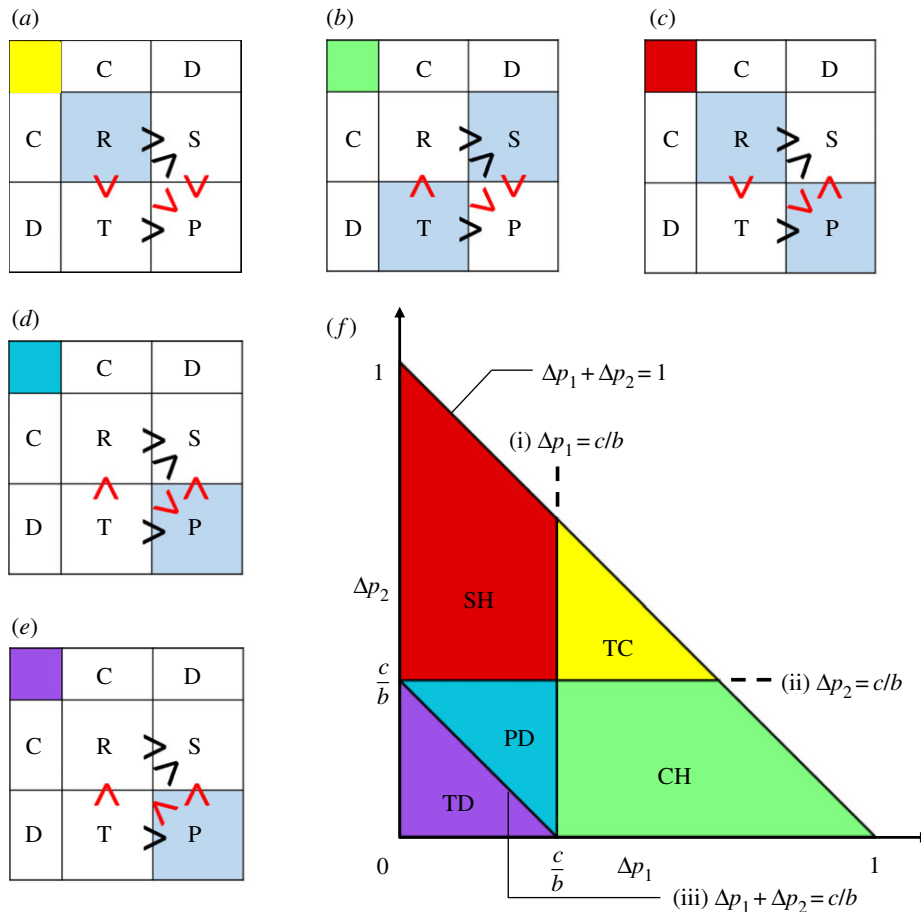 (a)
C D
C R > S
D T > P
(b)
C D
C R > S
D T > P
(c)
C D
C R > S
D T > P
(d)
C D
C R > S
D T > P
(e)
C D
C R > S
D T > P
(f)
1
Δp₁ + Δp₂ = 1
(i) Δp₁ = c/b
Δp₂
SH
TC
c/b
(ii) Δp₂ = c/b
PD
CH
TD
0
c/b
Δp₁
1
(iii) Δp₁ + Δp₂ = c/b